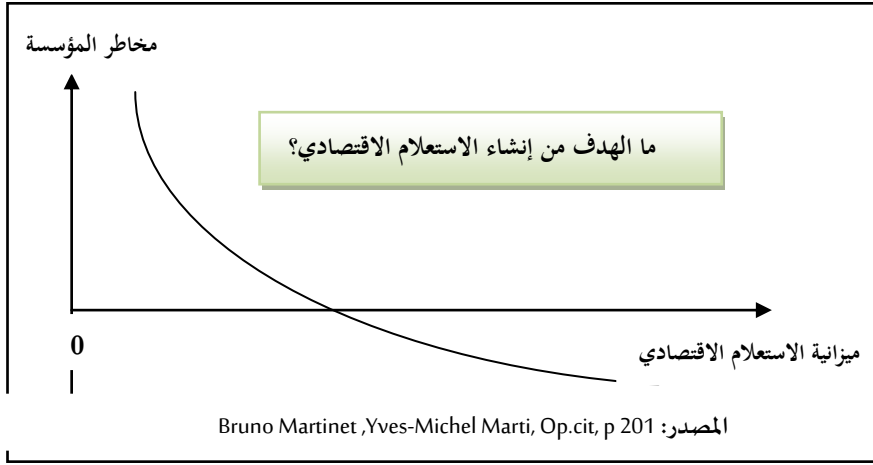 مخاطر المؤسسة
ما الهدف من إنشاء الاستعلام الاقتصادي؟
0
ميزانية الاستعلام الاقتصادي
المصدر: Bruno Martinet ,Yves-Michel Marti, Op.cit, p 201